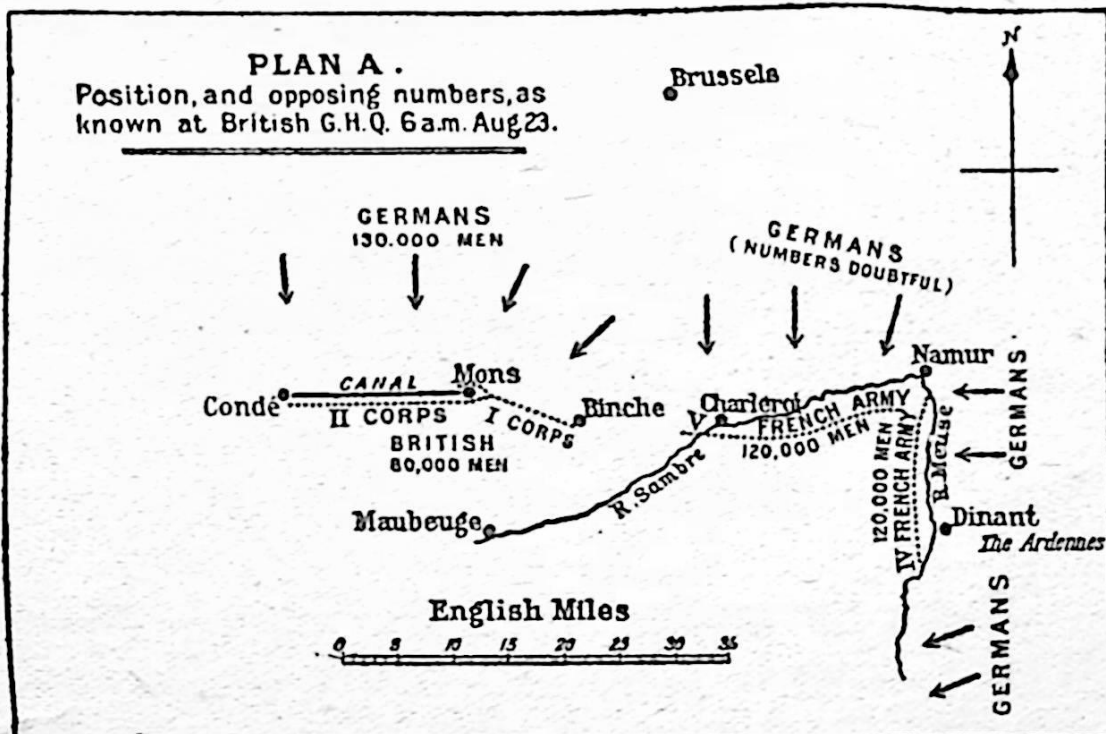 PLAN A.
Position, and opposing numbers, as
known at British G.H.Q. 6 a.m. Aug 23.
N
Brussels
GERMANS
130.000 MEN
GERMANS
(NUMBERS DOUBTFUL)
Namur
GERMANS
Condé
CANAL
Mons
II CORPS
I CORPS
Binche
BRITISH
80,000 MEN
V
Charleroi
FRENCH ARMY
120,000 MEN
120,000 MEN
IV FRENCH ARMY
R. Meuse
R. Sambre
Maubeuge
Dinant
The Ardennes
GERMANS
English Miles
0 5 10 15 20 25 30 35